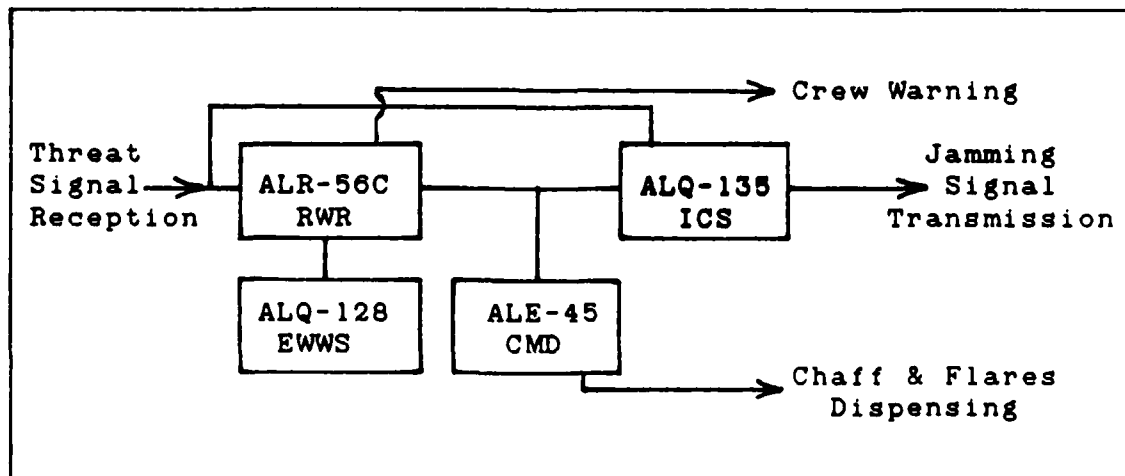 Crew Warning
Threat
Signal
Reception
ALR-56C
RWR
ALQ-135
ICS
Jamming
Signal
Transmission
ALQ-128
EWWS
ALE-45
CMD
Chaff & Flares
Dispensing